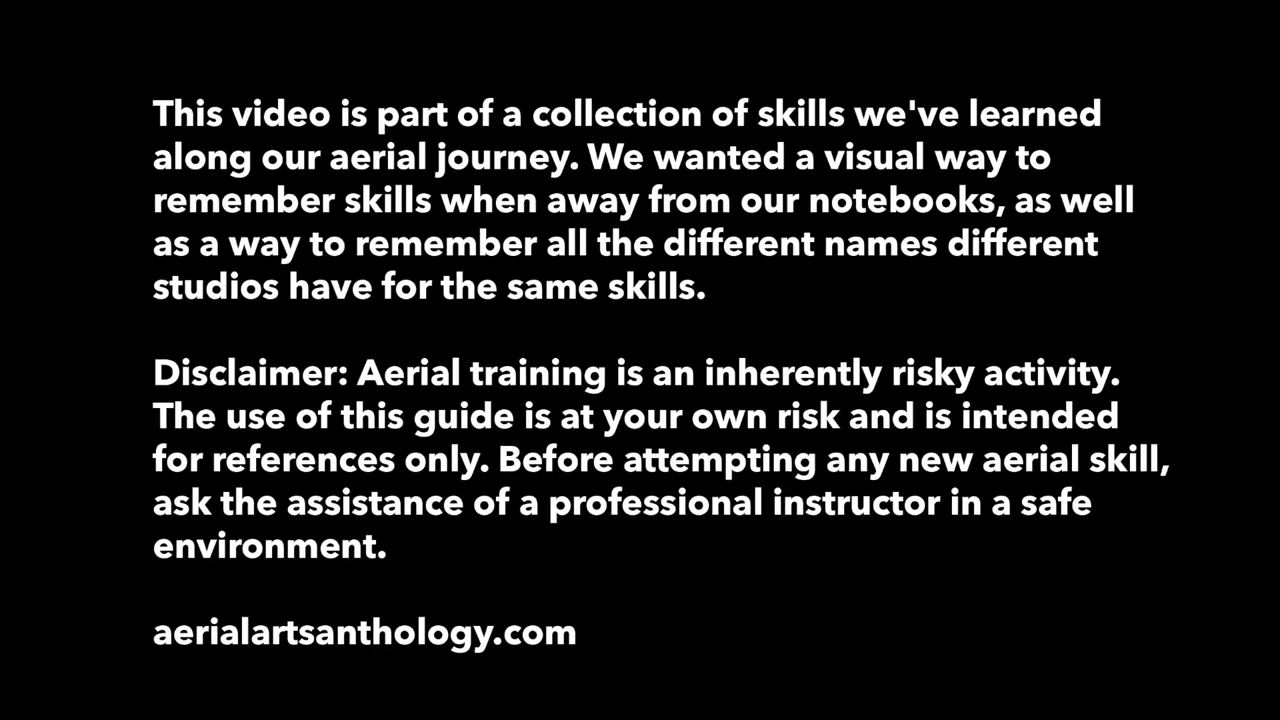 This video is part of a collection of skills we've learned
along our aerial journey. We wanted a visual way to
remember skills when away from our notebooks, as well
as a way to remember all the different names different
studios have for the same skills.
Disclaimer: Aerial training is an inherently risky activity.
The use of this guide is at your own risk and is intended
for references only. Before attempting any new aerial skill,
ask the assistance of a professional instructor in a safe
environment.
aerialartsanthology.com